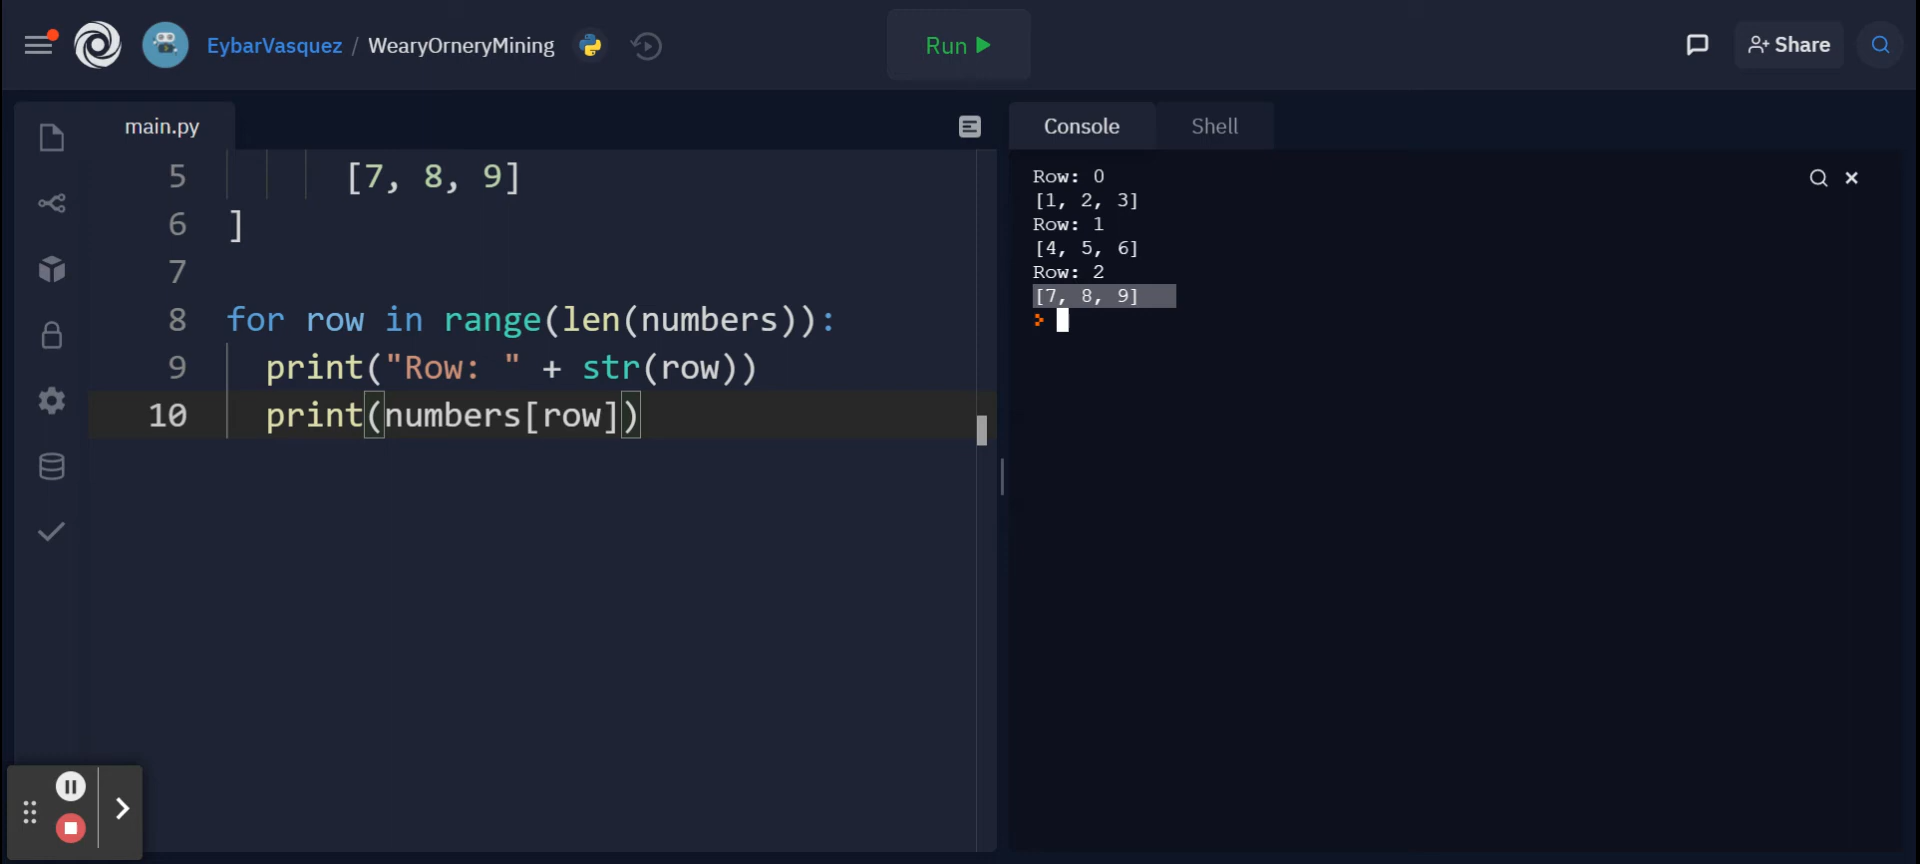 EybarVasquez / WearyOrneryMining
Run
Share
main.py
Console
Shell
5 [7, 8, 9]
6 ]
7
8 for row in range(len(numbers)):
9 print("Row: " + str(row))
10 print(numbers[row])
Row: 0
[1, 2, 3]
Row: 1
[4, 5, 6]
Row: 2
[7, 8, 9]
>